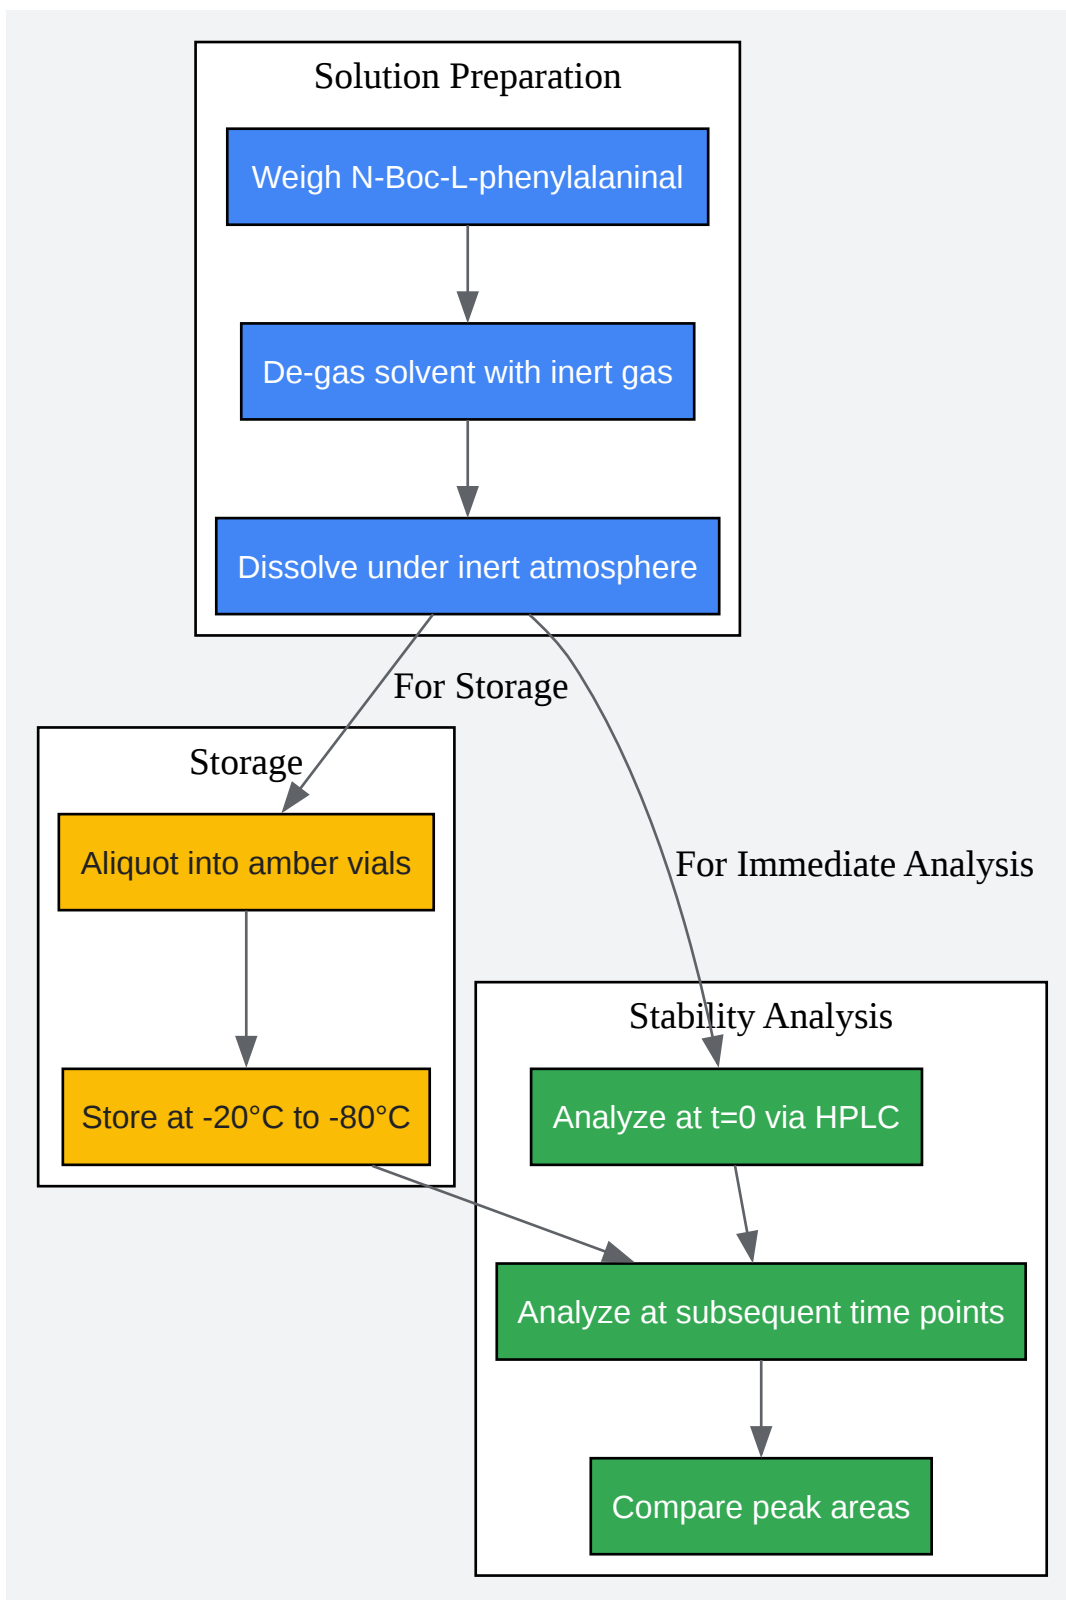 Solution Preparation
Weigh N-Boc-L-phenylalaninal
De-gas solvent with inert gas
Dissolve under inert atmosphere
For Storage
Storage
Aliquot into amber vials
For Immediate Analysis
Stability Analysis
Store at -20°C to -80°C
Analyze at t=0 via HPLC
Analyze at subsequent time points
Compare peak areas